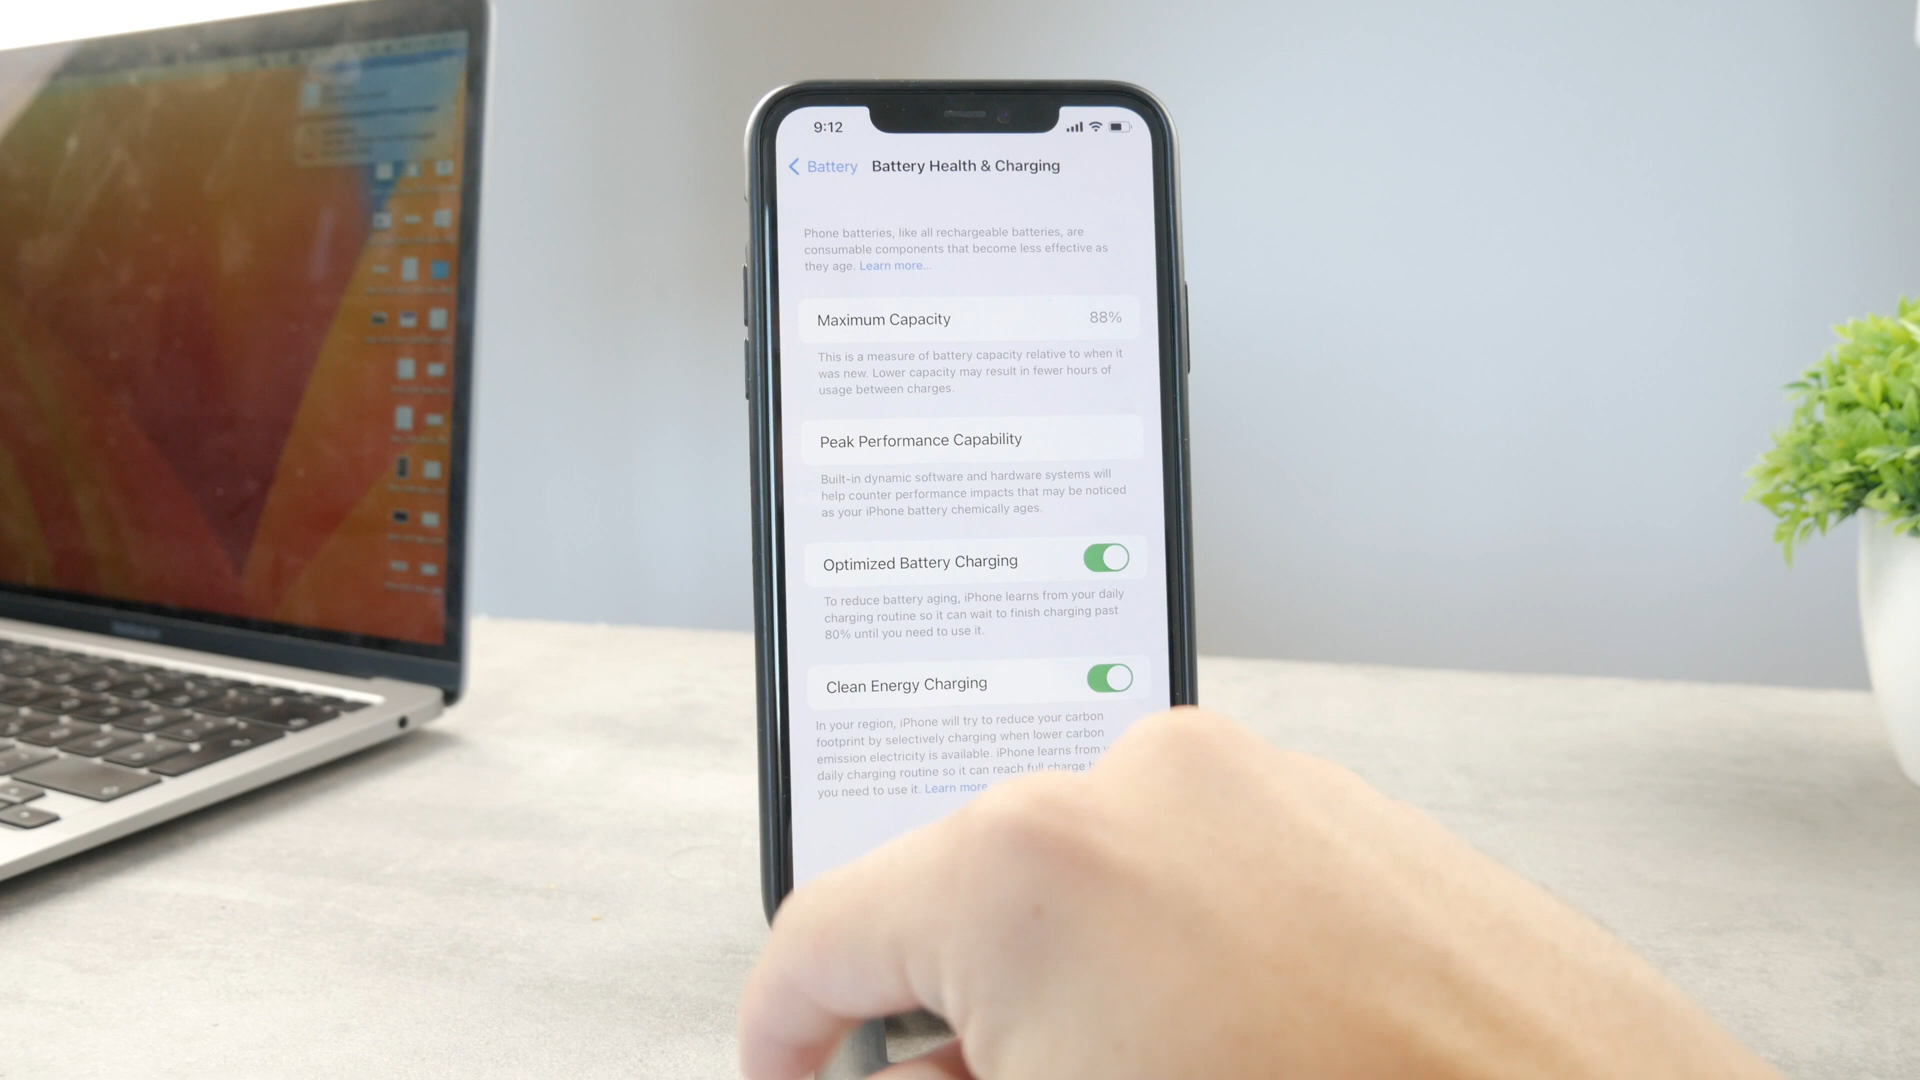 9:12
Battery Battery Health & Charging
Phone batteries, like all rechargeable batteries, are
consumable components that become less effective as
they age. Learn more...
Maximum Capacity 88%
This is a measure of battery capacity relative to when it
was new. Lower capacity may result in fewer hours of
usage between charges.
Peak Performance Capability
Built-in dynamic software and hardware systems will
help counter performance impacts that may be noticed
as your iPhone battery chemically ages.
Optimized Battery Charging
To reduce battery aging, iPhone learns from your daily
charging routine so it can wait to finish charging past
80% until you need to use it.
Clean Energy Charging
In your region, iPhone will try to reduce your carbon
footprint by selectively charging when lower carbon
emission electricity is available. iPhone learns from
daily charging routine so it can reach full charge
you need to use it. Learn more